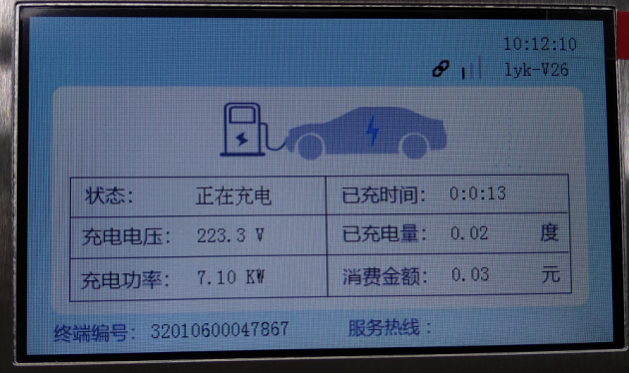 10:12:10
lyk-V26
状态： 正在充电 已充时间： 0:0:13
充电电压： 223.3 V 已充电量： 0.02 度
充电功率： 7.10 KW 消费金额： 0.03 元
终端编号： 32010600047867 服务热线：